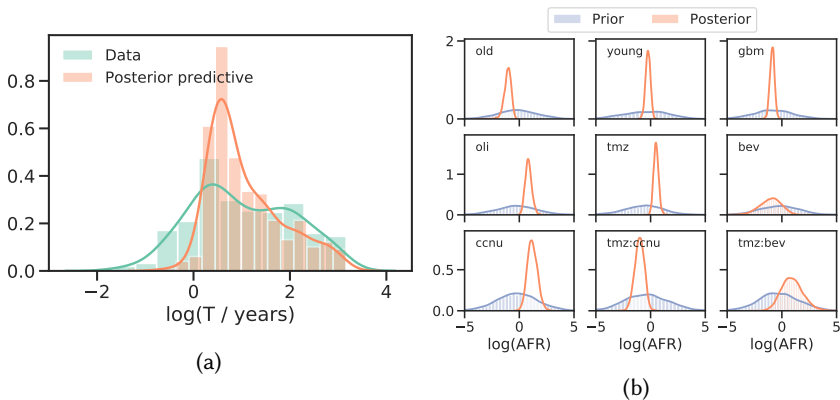 Data
Posterior predictive
0.8
0.6
0.4
0.2
0.0
−2 0 2 4
log(T / years)
(a)
Prior Posterior
2
0
old young gbm
1
0
oli tmz bev
0.5
0.0
ccnu tmz:ccnu tmz:bev
−5 0 5 −5 0 5 −5 0 5
log(AFR) log(AFR) log(AFR)
(b)